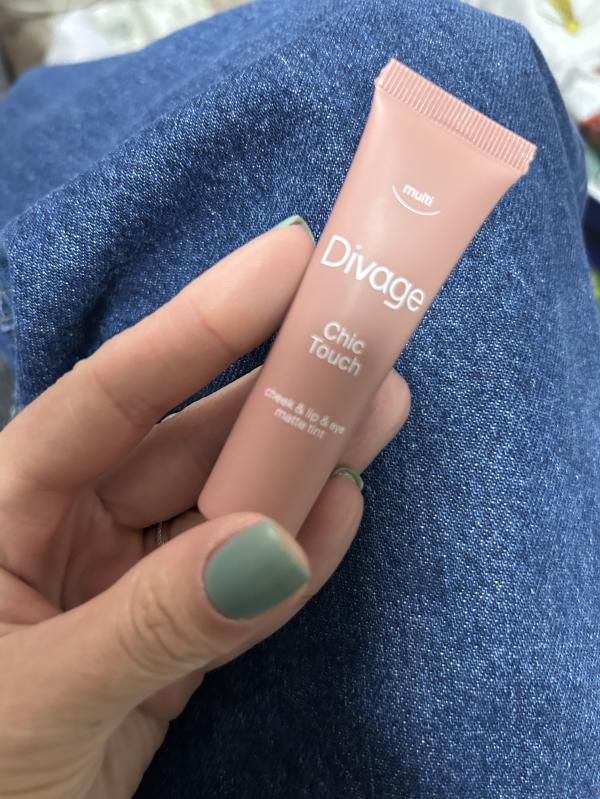 multi
Divage
Chic
Touch
cheek & lip & eye
matte tint